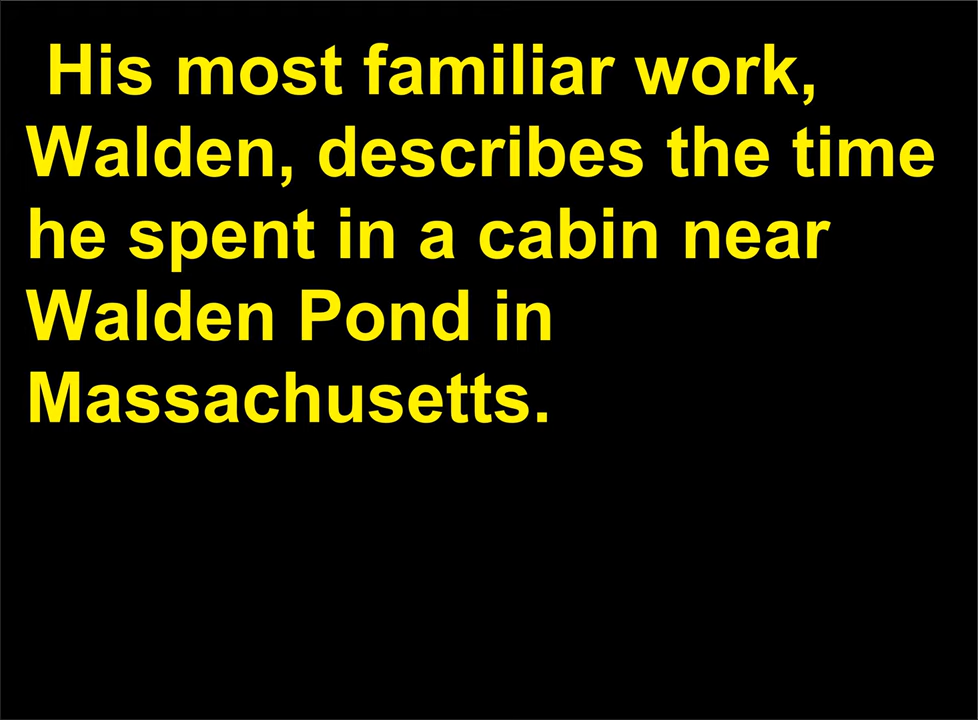 His most familiar work,
Walden, describes the time
he spent in a cabin near
Walden Pond in
Massachusetts.